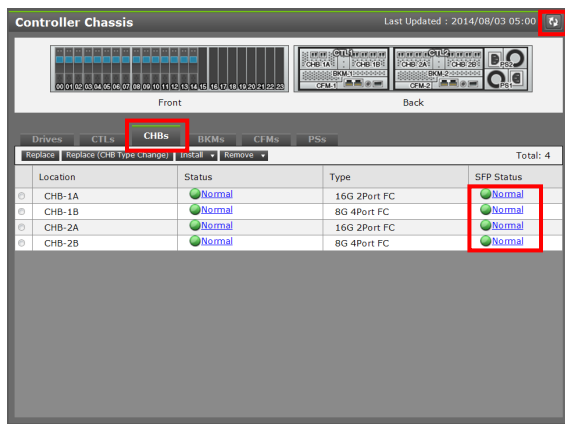 Controller Chassis Last Updated : 2014/08/03 05:00
CTL1 CTL2
CHB-1A CHB-1B CHB-2A CHB-2B PS2
BKM-1 BKM-2
00 01 02 03 04 05 06 07 08 09 10 11 12 13 14 15 16 17 18 19 20 21 22 23 CFM-1 CFM-2 PS1
Front Back
Drives CTLs CHBs BKMs CFMs PSs
Replace Replace (CHB Type Change) Install Remove Total: 4
Location Status Type SFP Status
CHB-1A Normal 16G 2Port FC Normal
CHB-1B Normal 8G 4Port FC Normal
CHB-2A Normal 16G 2Port FC Normal
CHB-2B Normal 8G 4Port FC Normal